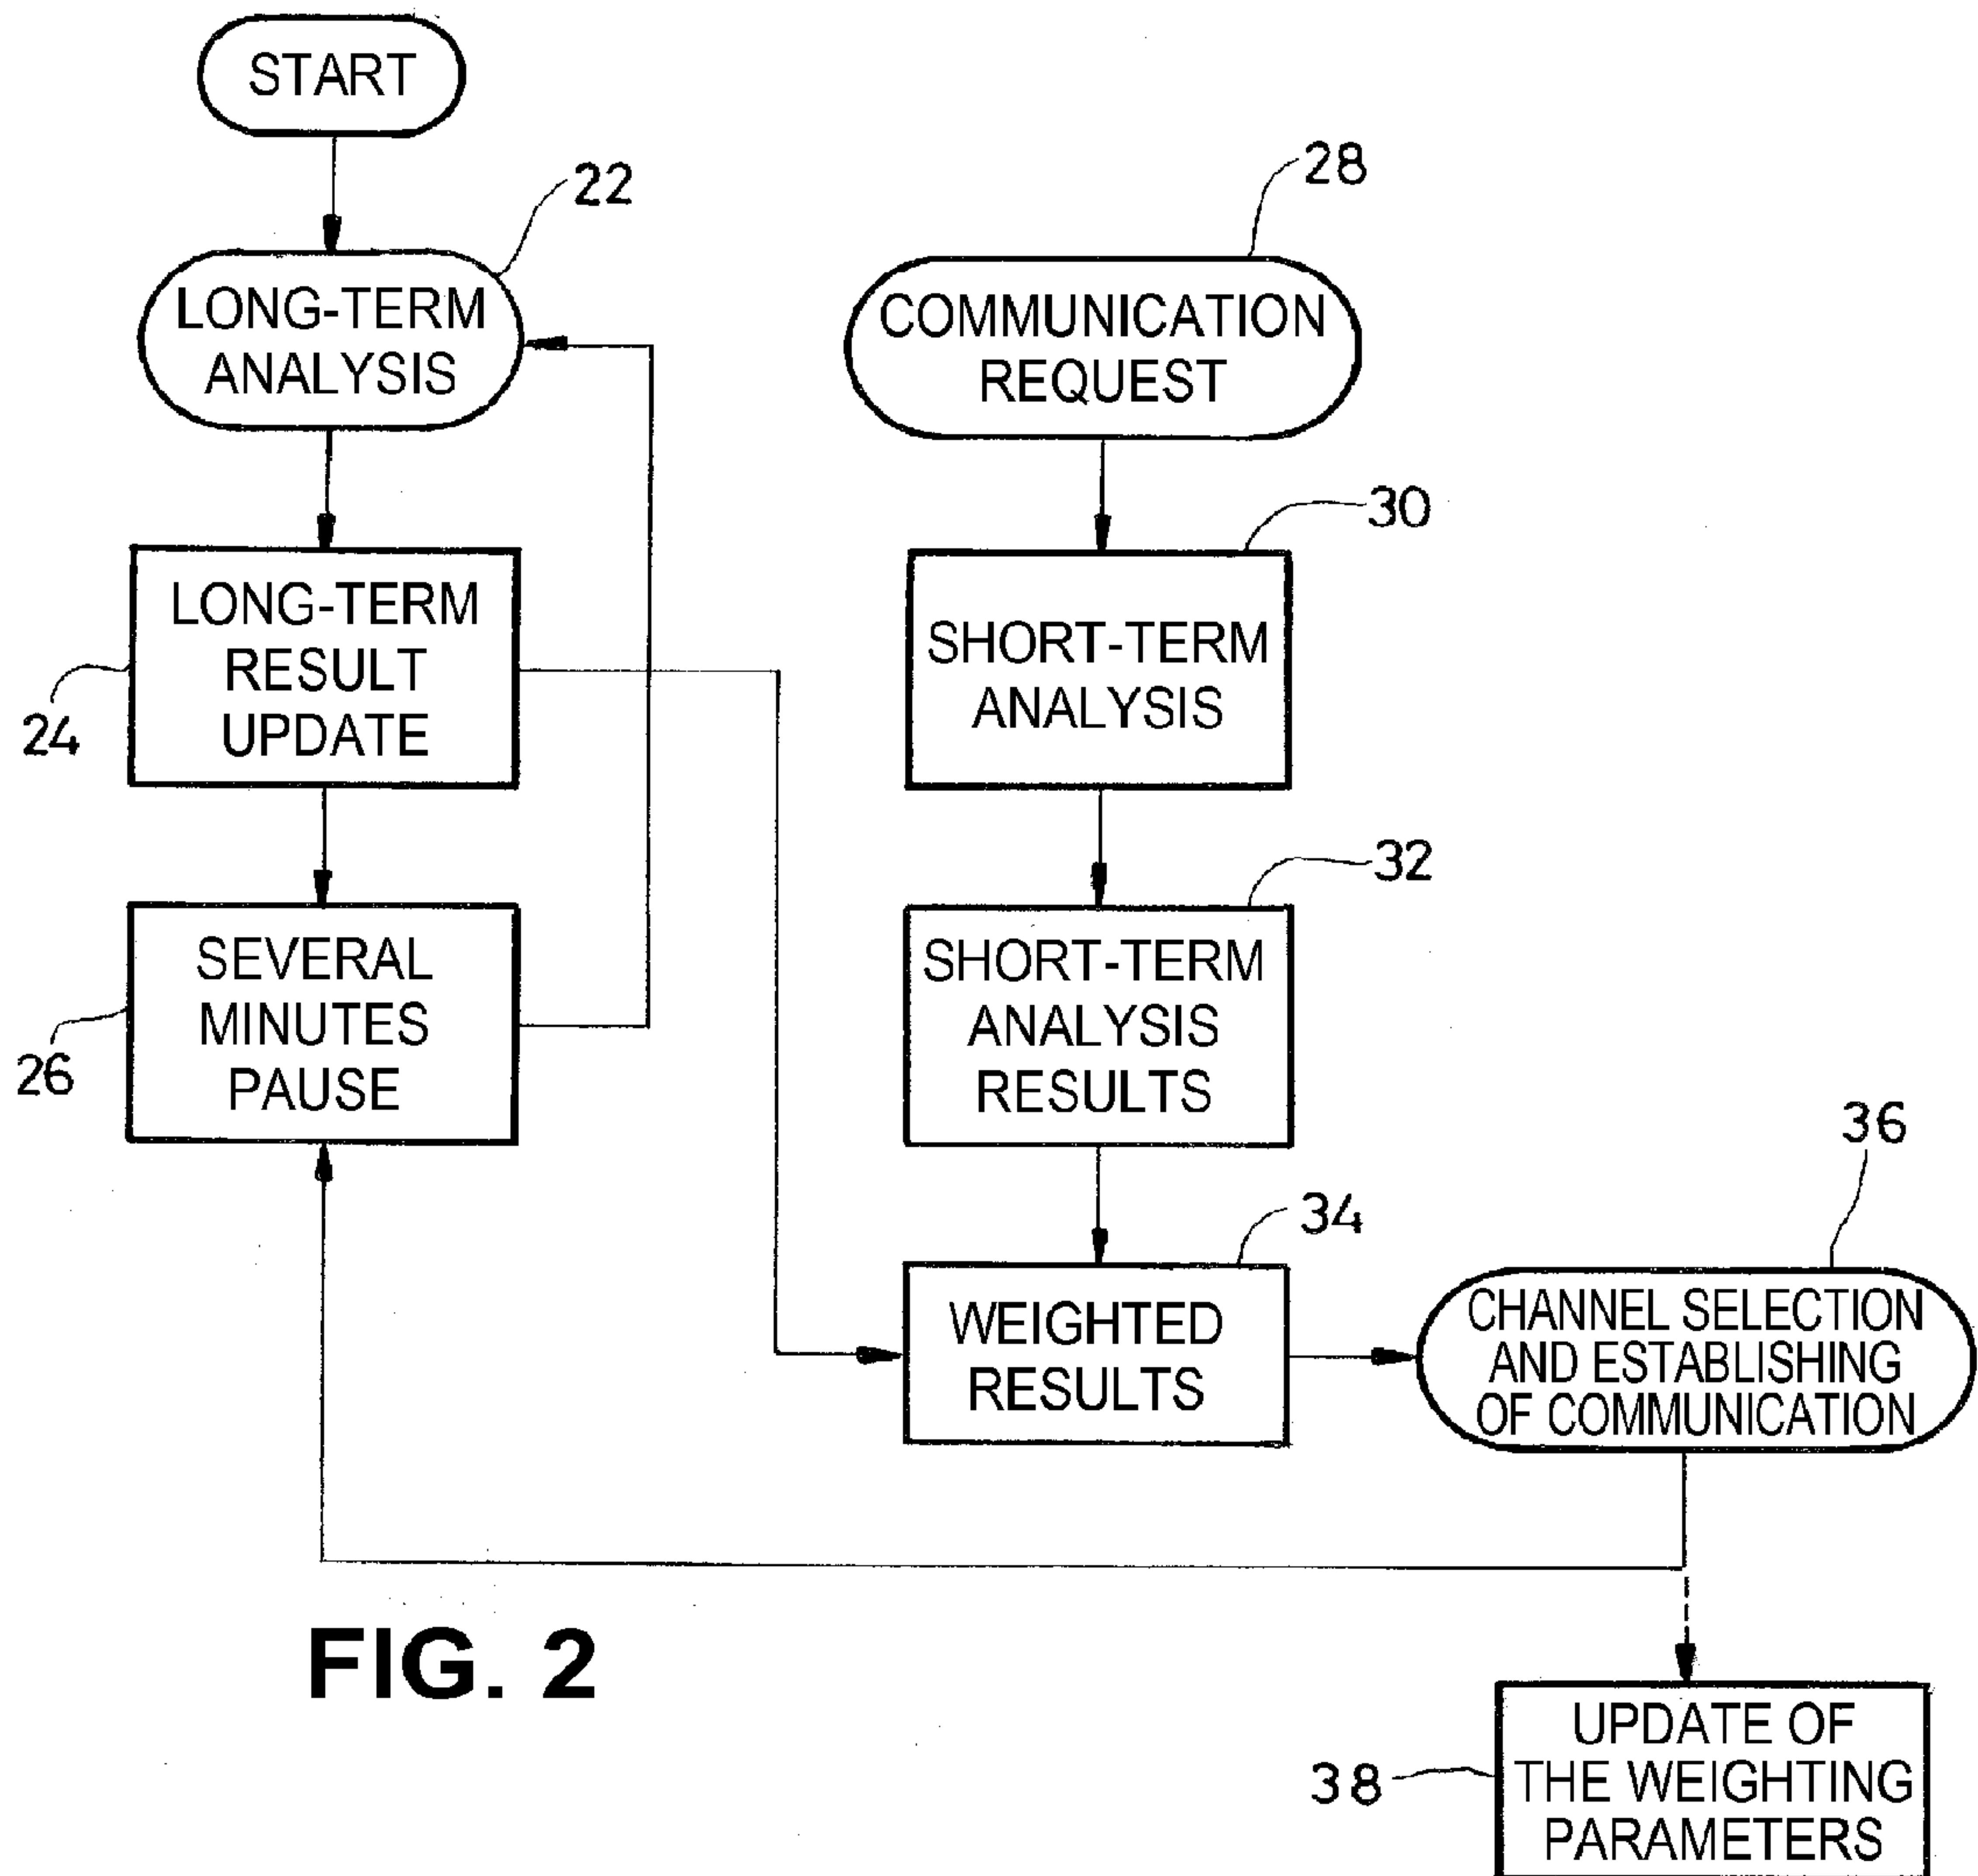 START
22
LONG-TERM
ANALYSIS
28
COMMUNICATION
REQUEST
24
LONG-TERM
RESULT
UPDATE
30
SHORT-TERM
ANALYSIS
26
SEVERAL
MINUTES
PAUSE
32
SHORT-TERM
ANALYSIS
RESULTS
34
WEIGHTED
RESULTS
36
CHANNEL SELECTION
AND ESTABLISHING
OF COMMUNICATION
38
UPDATE OF
THE WEIGHTING
PARAMETERS
FIG. 2